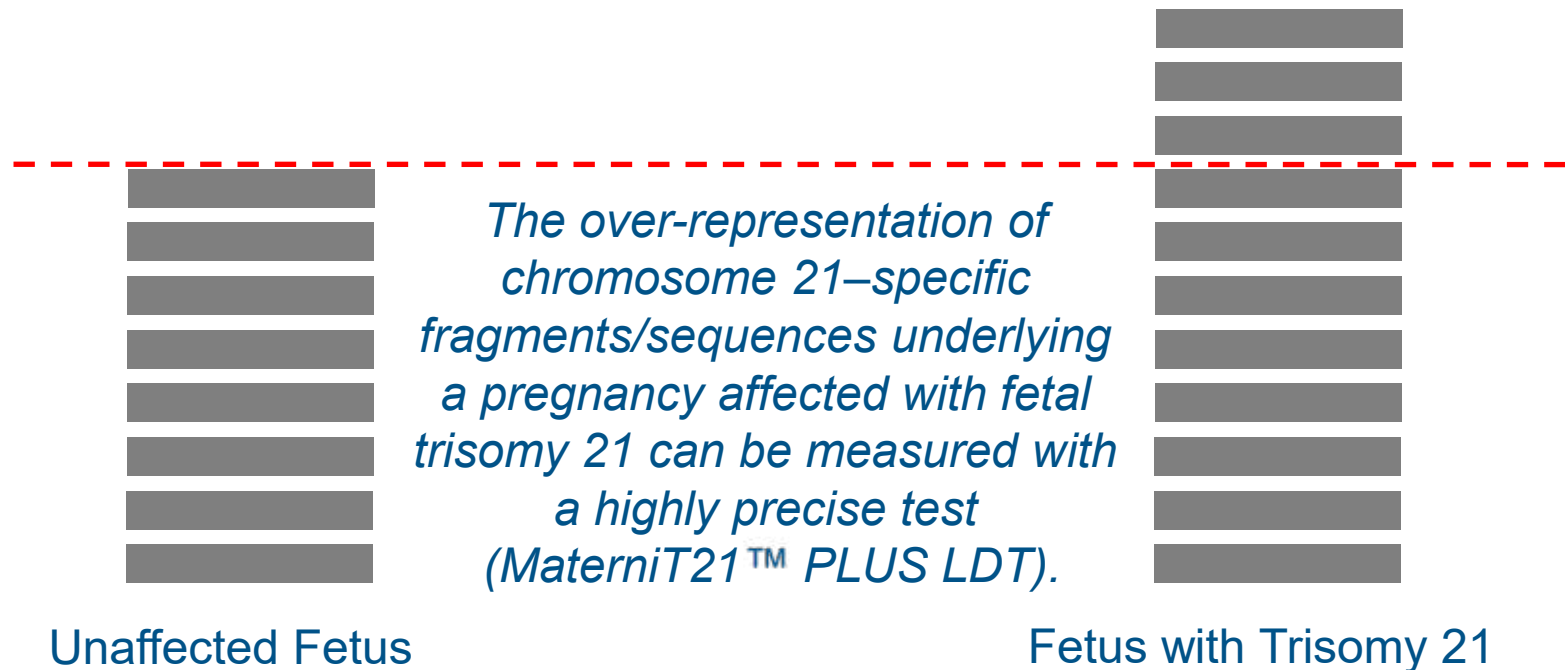 The over-representation of
chromosome 21–specific
fragments/sequences underlying
a pregnancy affected with fetal
trisomy 21 can be measured with
a highly precise test
(MaterniT21™ PLUS LDT).
Unaffected Fetus
Fetus with Trisomy 21